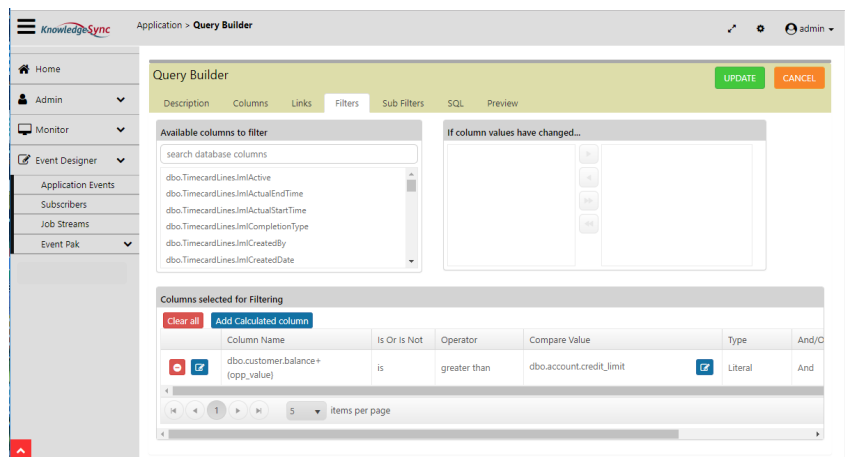 KnowledgeSync
Application > Query Builder
admin
Home
Admin
Monitor
Event Designer
Application Events
Subscribers
Job Streams
Event Pak
Query Builder
UPDATE
CANCEL
Description
Columns
Links
Filters
Sub Filters
SQL
Preview
Available columns to filter
search database columns
dbo.TimecardLines.lmlActive
dbo.TimecardLines.lmlActualEndTime
dbo.TimecardLines.lmlActualStartTime
dbo.TimecardLines.lmlCompletionType
dbo.TimecardLines.lmlCreatedBy
dbo.TimecardLines.lmlCreatedDate
If column values have changed...
Columns selected for Filtering
Clear all
Add Calculated column
Column Name
Is Or Is Not
Operator
Compare Value
Type
And/O
dbo.customer.balance+
(opp_value)
is
greater than
dbo.account.credit_limit
Literal
And
1
5
items per page